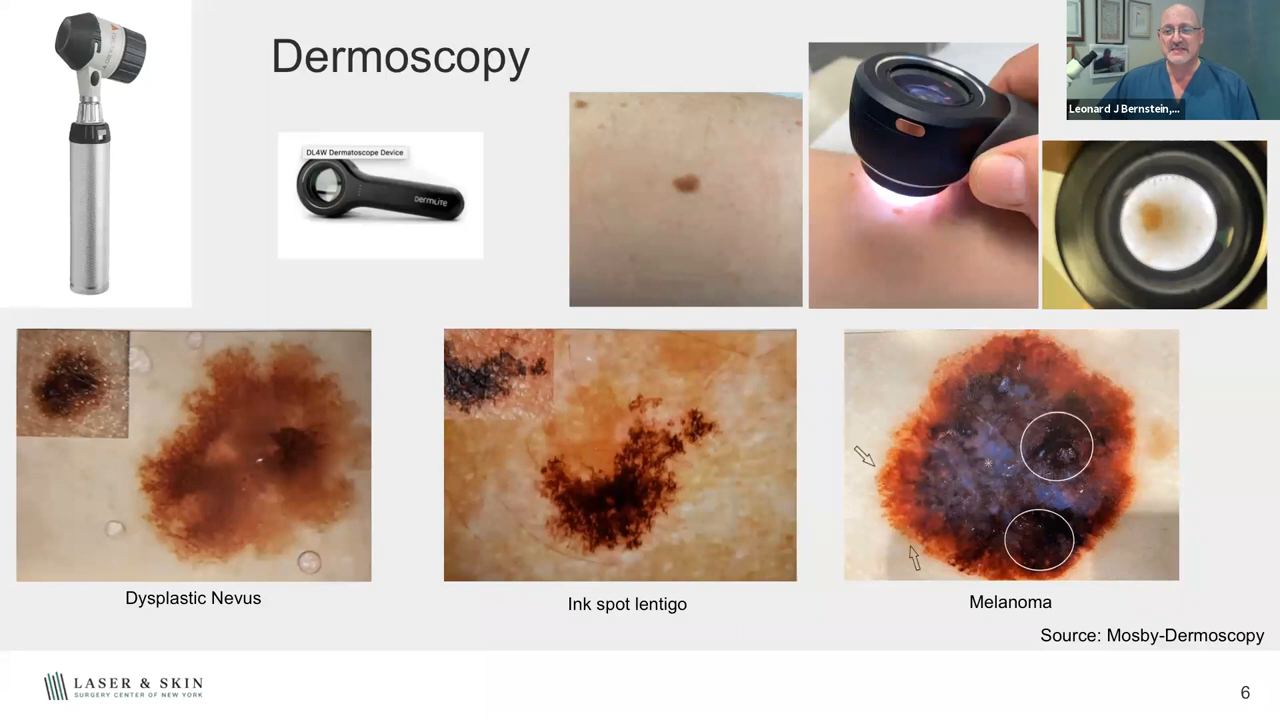 Dermoscopy
Leonard J Bernstein,...
DL4W Dermatoscope Device
DermLite
Dysplastic Nevus
Ink spot lentigo
Melanoma
Source: Mosby-Dermoscopy
LASER & SKIN
SURGERY CENTER OF NEW YORK
6